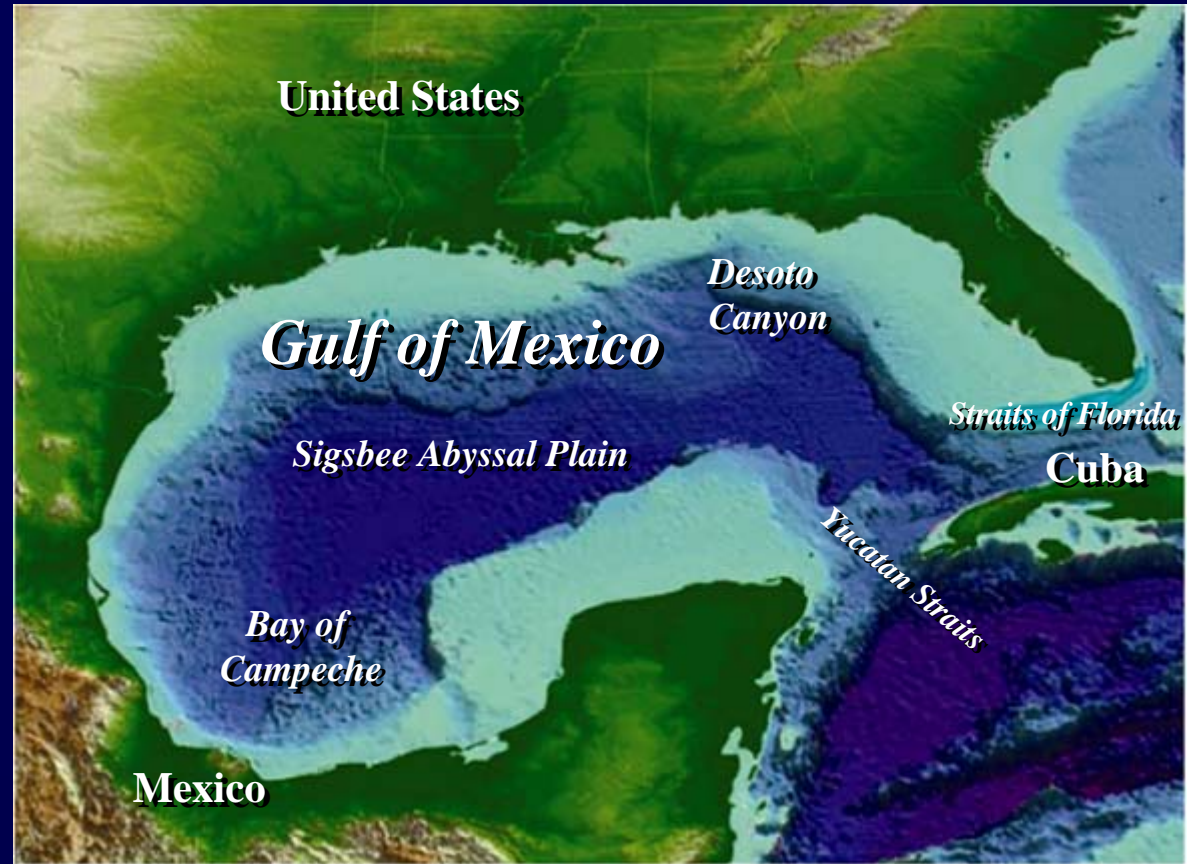 United States
Desoto
Canyon
Gulf of Mexico
Straits of Florida
Sigsbee Abyssal Plain
Cuba
Yucatan Straits
Bay of
Campeche
Mexico